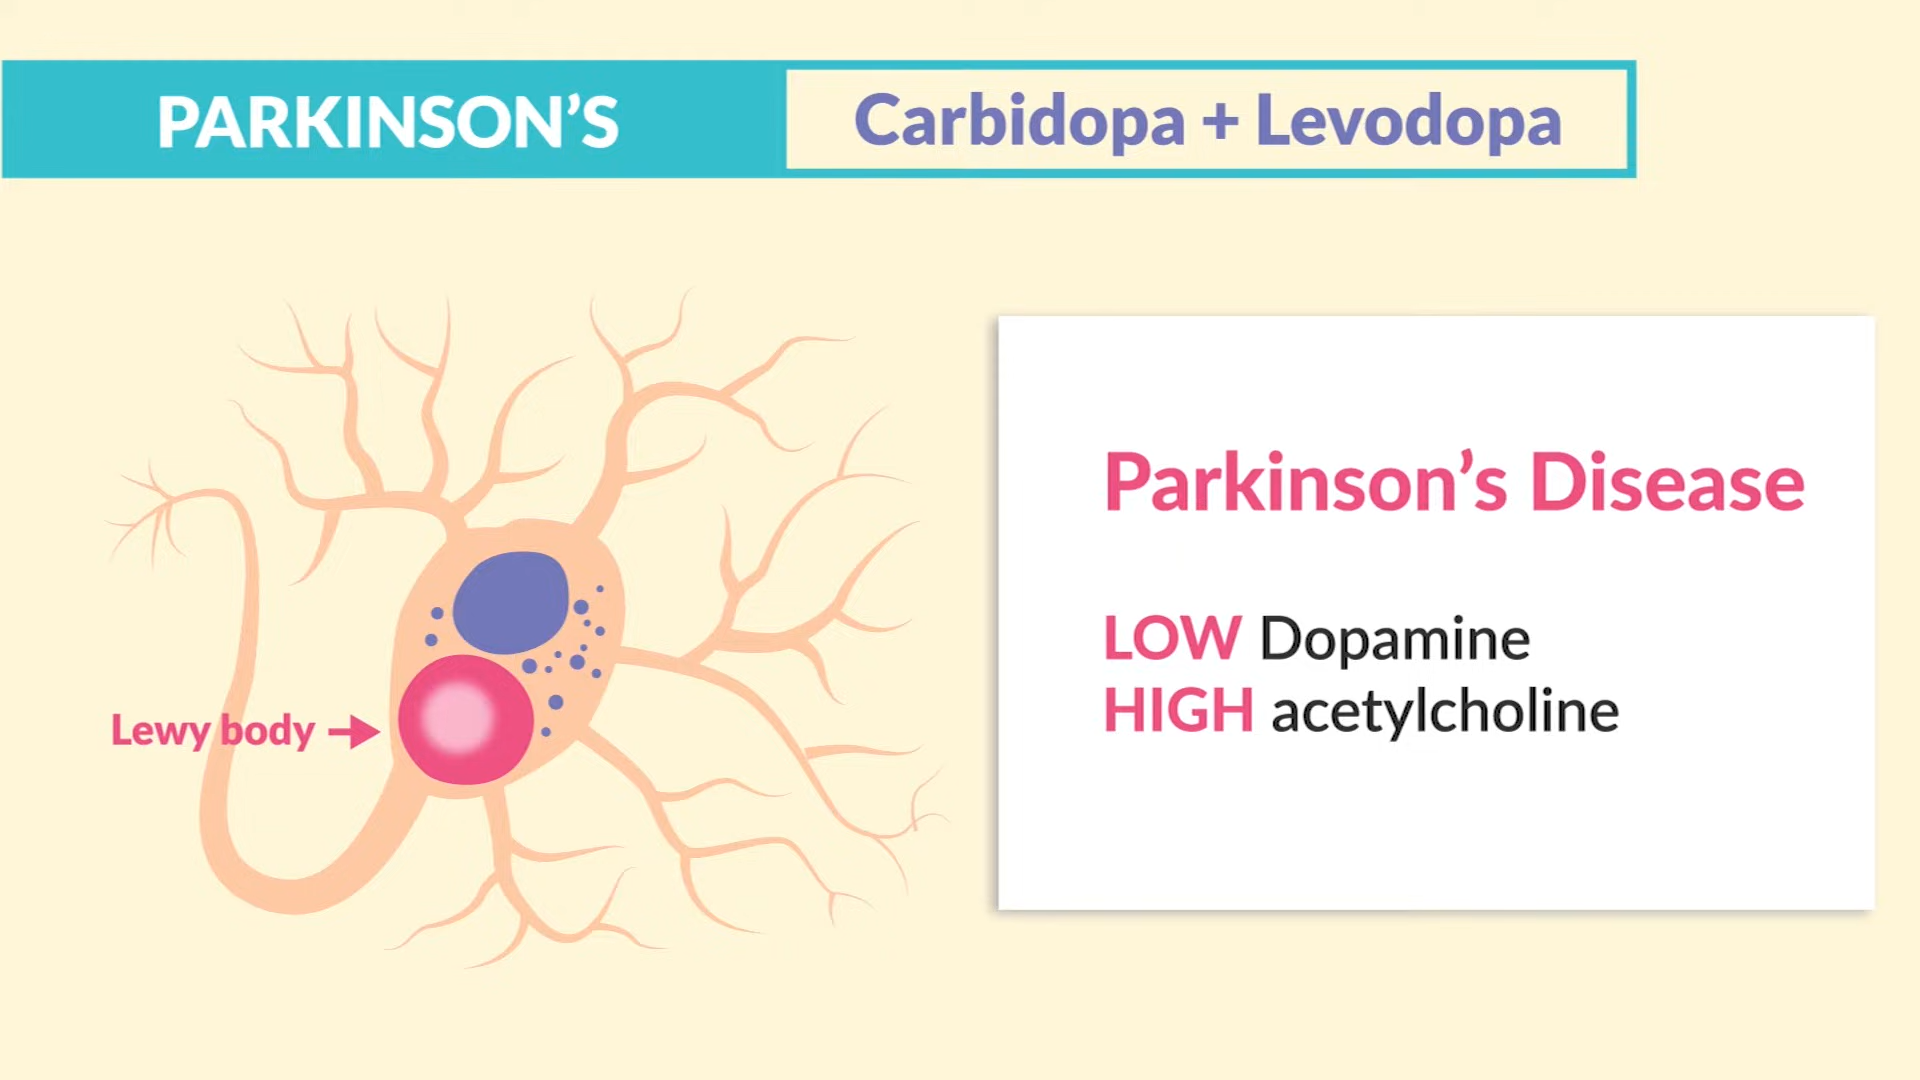 PARKINSON’S
Carbidopa + Levodopa
Parkinson’s Disease
LOW Dopamine
HIGH acetylcholine
Lewy body